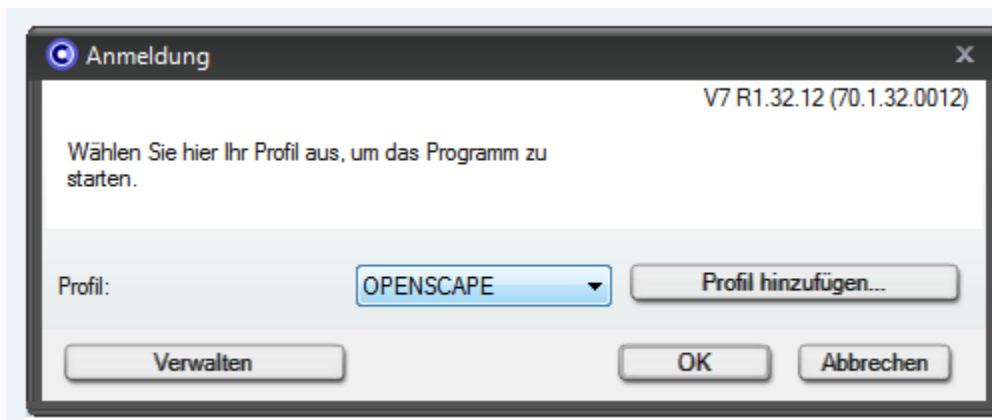 Anmeldung
V7 R1.32.12 (70.1.32.0012)
Wählen Sie hier Ihr Profil aus, um das Programm zu
starten.
Profil:
OPENSCAPE
Profil hinzufügen...
Verwalten
OK
Abbrechen